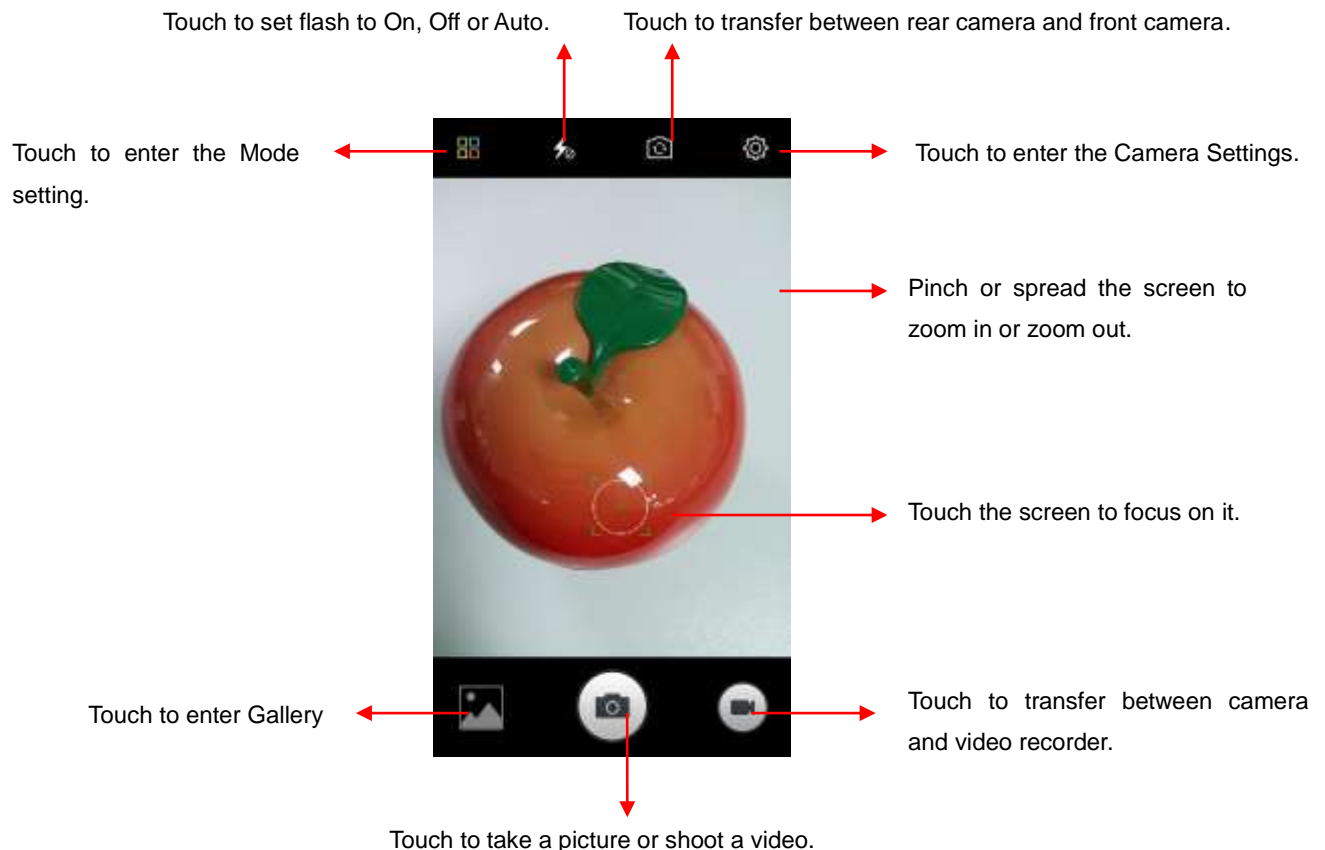 Touch to set flash to On, Off or Auto.
Touch to transfer between rear camera and front camera.
Touch to enter the Mode
setting.
Touch to enter the Camera Settings.
Pinch or spread the screen to
zoom in or zoom out.
Touch the screen to focus on it.
Touch to enter Gallery
Touch to transfer between camera
and video recorder.
Touch to take a picture or shoot a video.